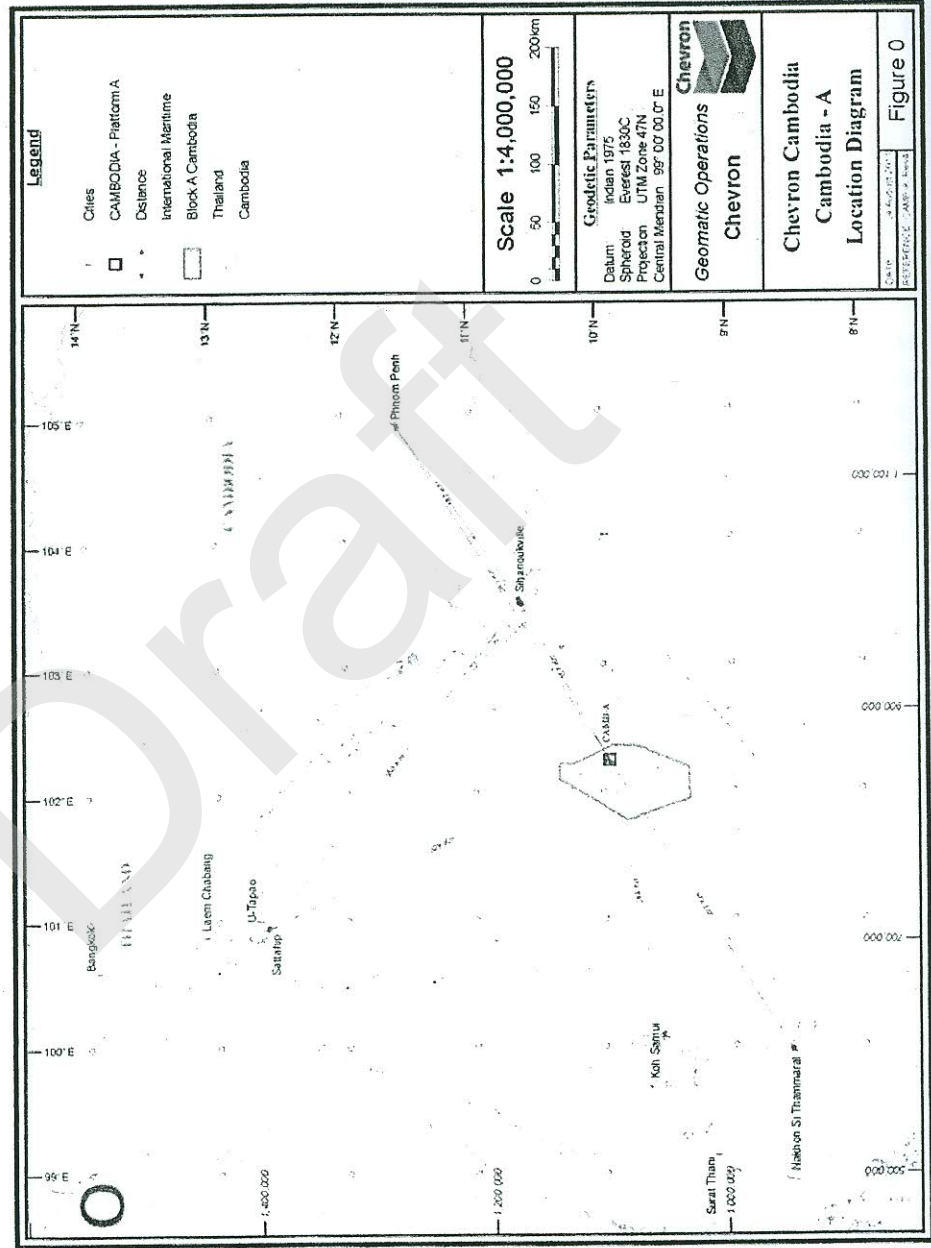 Legend
Cities
CAMBODIA - Platform A
Distance
International Maritime
Block A Cambodia
Thailand
Cambodia
Scale 1:4,000,000
0 50 100 150 200km
Geodetic Parameters
Datum Indian 1975
Spheroid Everest 1830C
Projection UTM Zone 47N
Central Meridian 99° 00' 00.0" E
Geomatic Operations
Chevron
Chevron
Chevron Cambodia
Cambodia - A
Location Diagram
DATE
REFERENCE
Figure 0
99°E
100°E
101°E
102°E
103°E
104°E
105°E
14°N
13°N
12°N
11°N
10°N
9°N
8°N
1,400,000
1,200,000
1,000,000
500,000
700,000
900,000
1,100,000
Bangkok
THAILAND
Laem Chabang
U-Tapao
Sattahip
CAMBODIA
Phnom Penh
Sihanoukville
CAMB-A
Koh Samui
Surat Thani
Nakhon Si Thammarat
O
Draft